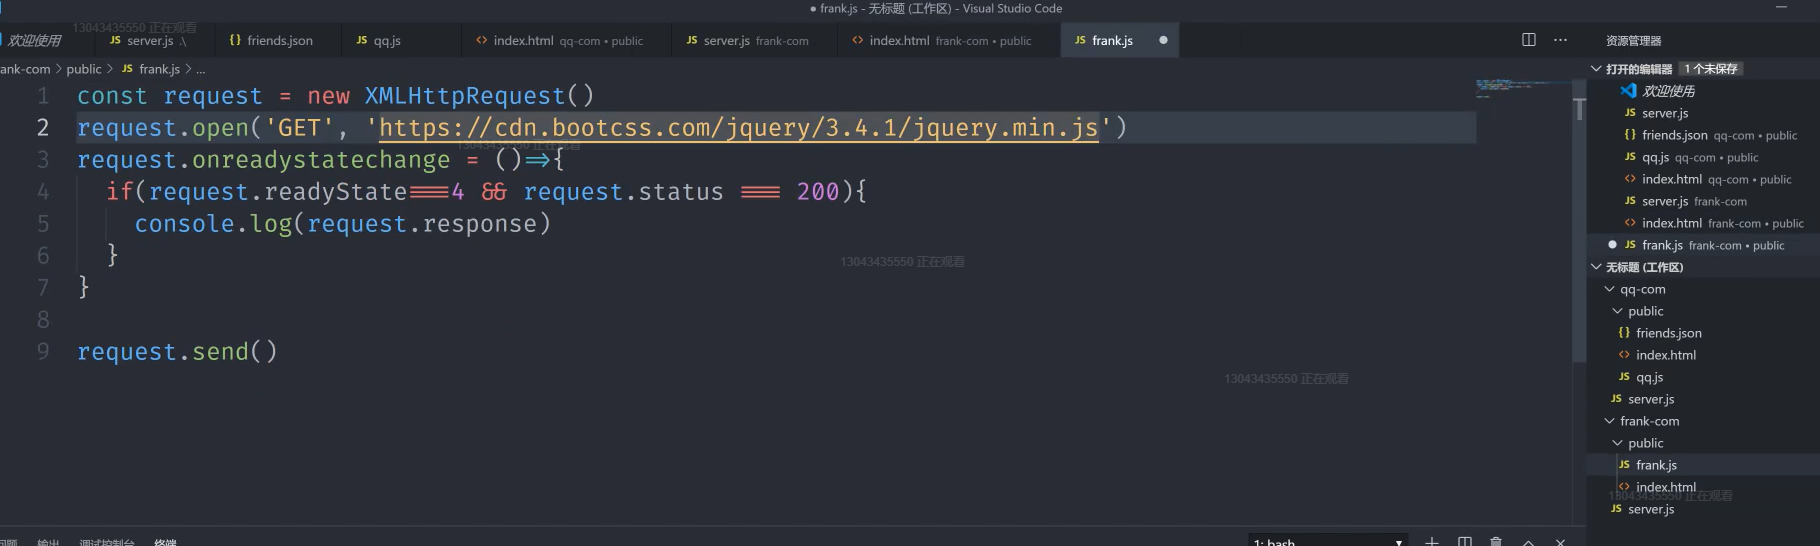 ● frank.js - 无标题 (工作区) - Visual Studio Code
13043435550 正在观看
欢迎使用
JS server.js .\
{} friends.json
JS qq.js
<> index.html qq-com • public
JS server.js frank-com
<> index.html frank-com • public
JS frank.js ●
ank-com > public > JS frank.js > ...
1 const request = new XMLHttpRequest()
2 request.open('GET', 'https://cdn.bootcss.com/jquery/3.4.1/jquery.min.js')
13043435550 正在观看
3 request.onreadystatechange = ()=>{
4 if(request.readyState===4 && request.status === 200){
5 console.log(request.response)
6 }
13043435550 正在观看
7 }
8
9 request.send()
13043435550 正在观看
问题 输出 调试控制台 终端
1: bash
资源管理器
打开的编辑器 1 个未保存
欢迎使用
JS server.js
{} friends.json qq-com • public
JS qq.js qq-com • public
<> index.html qq-com • public
JS server.js frank-com
<> index.html frank-com • public
● JS frank.js frank-com • public
无标题 (工作区)
qq-com
public
{} friends.json
<> index.html
JS qq.js
JS server.js
frank-com
public
JS frank.js
<> index.html
13043435550 正在观看
JS server.js